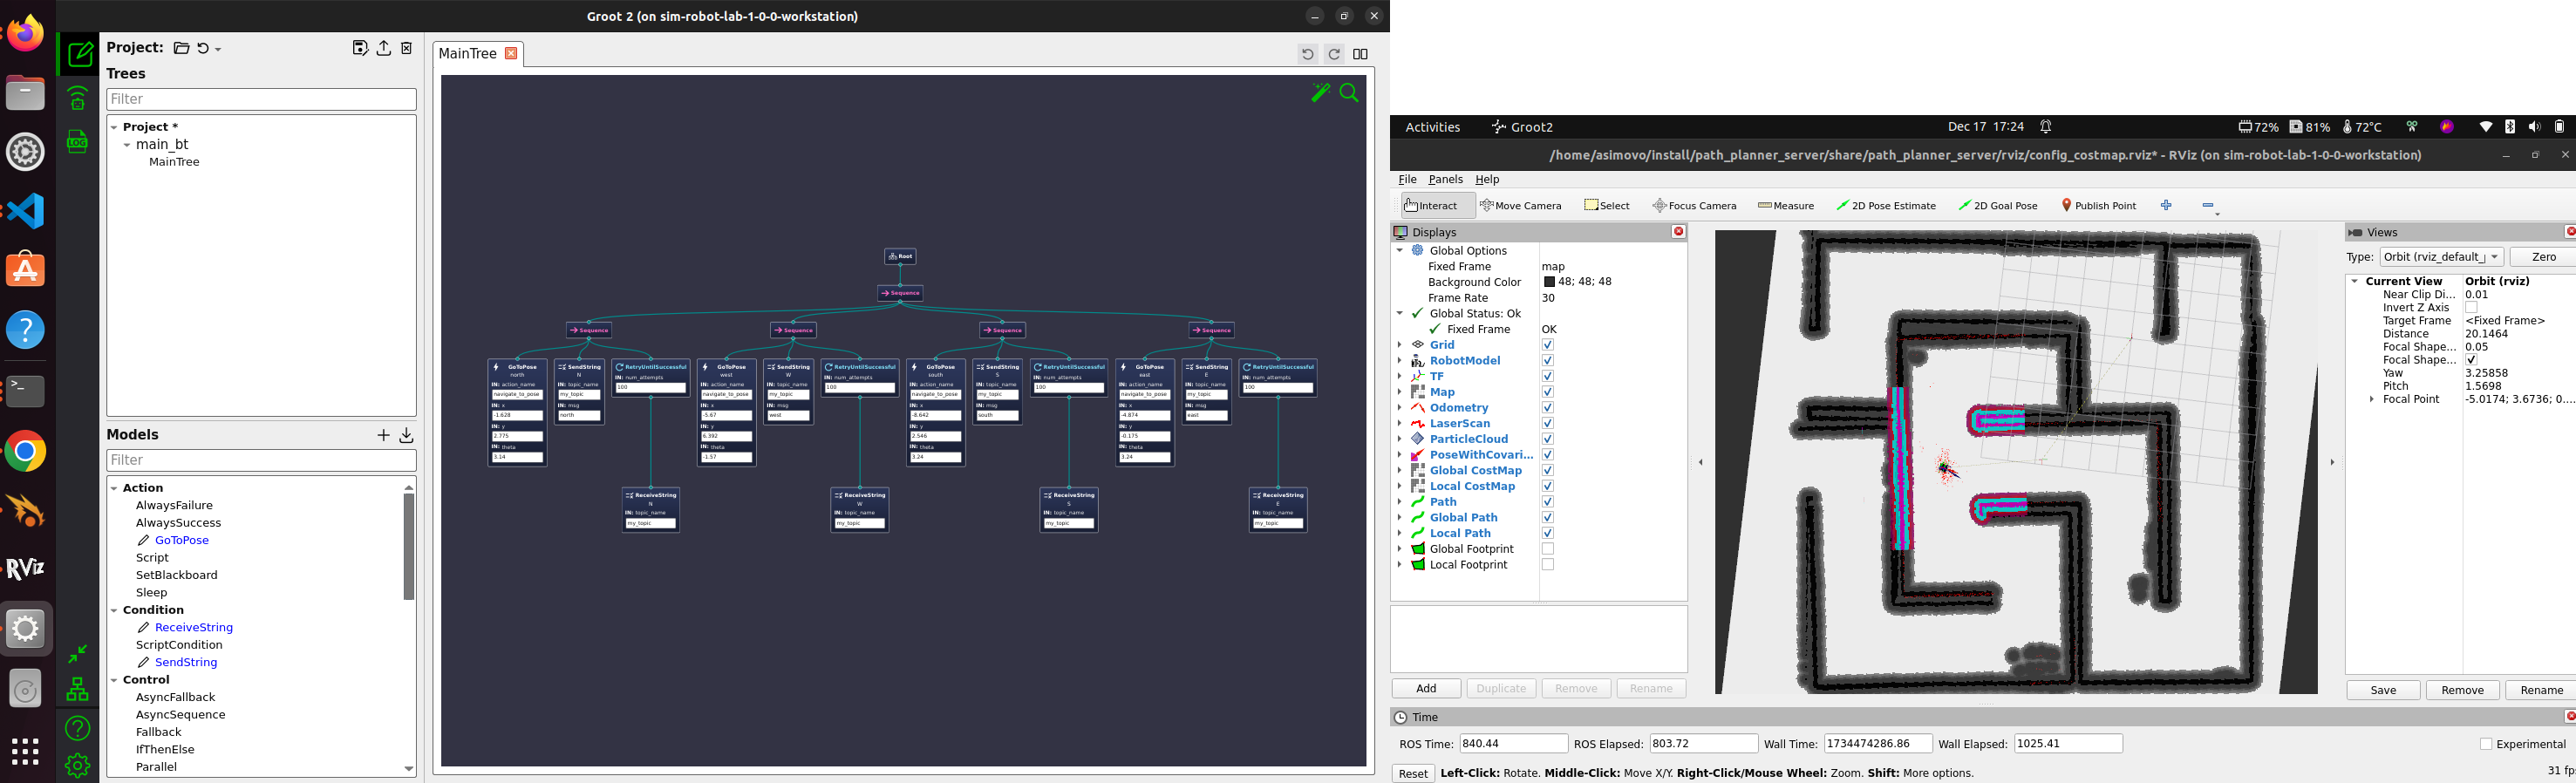 Groot 2 (on sim-robot-lab-1-0-0-workstation)
Project:
Trees
Filter
Project *
main_bt
MainTree
Models
Filter
Action
AlwaysFailure
AlwaysSuccess
GoToPose
Script
SetBlackboard
Sleep
Condition
ReceiveString
ScriptCondition
SendString
Control
AsyncFallback
AsyncSequence
Fallback
IfThenElse
Parallel
LOG
RViz
MainTree
Root
Sequence
Sequence
Sequence
Sequence
Sequence
GoToPose
north
IN: action_name
navigate_to_pose
IN: x
-1.628
IN: y
2.775
IN: theta
3.14
SendString
N
IN: topic_name
my_topic
IN: msg
north
RetryUntilSuccessful
IN: num_attempts
100
ReceiveString
N
IN: topic_name
my_topic
GoToPose
west
IN: action_name
navigate_to_pose
IN: x
-5.67
IN: y
6.392
IN: theta
-1.57
SendString
W
IN: topic_name
my_topic
IN: msg
west
RetryUntilSuccessful
IN: num_attempts
100
ReceiveString
W
IN: topic_name
my_topic
GoToPose
south
IN: action_name
navigate_to_pose
IN: x
-8.642
IN: y
2.546
IN: theta
3.24
SendString
S
IN: topic_name
my_topic
IN: msg
south
RetryUntilSuccessful
IN: num_attempts
100
ReceiveString
S
IN: topic_name
my_topic
GoToPose
east
IN: action_name
navigate_to_pose
IN: x
-4.874
IN: y
-0.175
IN: theta
3.24
SendString
E
IN: topic_name
my_topic
IN: msg
east
RetryUntilSuccessful
IN: num_attempts
100
ReceiveString
E
IN: topic_name
my_topic
Activities Groot2 Dec 17 17:24 72% 81% 72°C
/home/asimovo/install/path_planner_server/share/path_planner_server/rviz/config_costmap.rviz* - RViz (on sim-robot-lab-1-0-0-workstation)
File Panels Help
Interact Move Camera Select Focus Camera Measure 2D Pose Estimate 2D Goal Pose Publish Point
Displays
Global Options
Fixed Frame map
Background Color 48; 48; 48
Frame Rate 30
Global Status: Ok
Fixed Frame OK
Grid
RobotModel
TF
Map
Odometry
LaserScan
ParticleCloud
PoseWithCovari...
Global CostMap
Local CostMap
Path
Global Path
Local Path
Global Footprint
Local Footprint
Add Duplicate Remove Rename
Views
Type: Orbit (rviz_default_ Zero
Current View Orbit (rviz)
Near Clip Di... 0.01
Invert Z Axis
Target Frame <Fixed Frame>
Distance 20.1464
Focal Shape... 0.05
Focal Shape...
Yaw 3.25858
Pitch 1.5698
Focal Point -5.0174; 3.6736; 0....
Save Remove Rename
Time
ROS Time: 840.44 ROS Elapsed: 803.72 Wall Time: 1734474286.86 Wall Elapsed: 1025.41 Experimental
Reset Left-Click: Rotate. Middle-Click: Move X/Y. Right-Click/Mouse Wheel: Zoom. Shift: More options. 31 fp